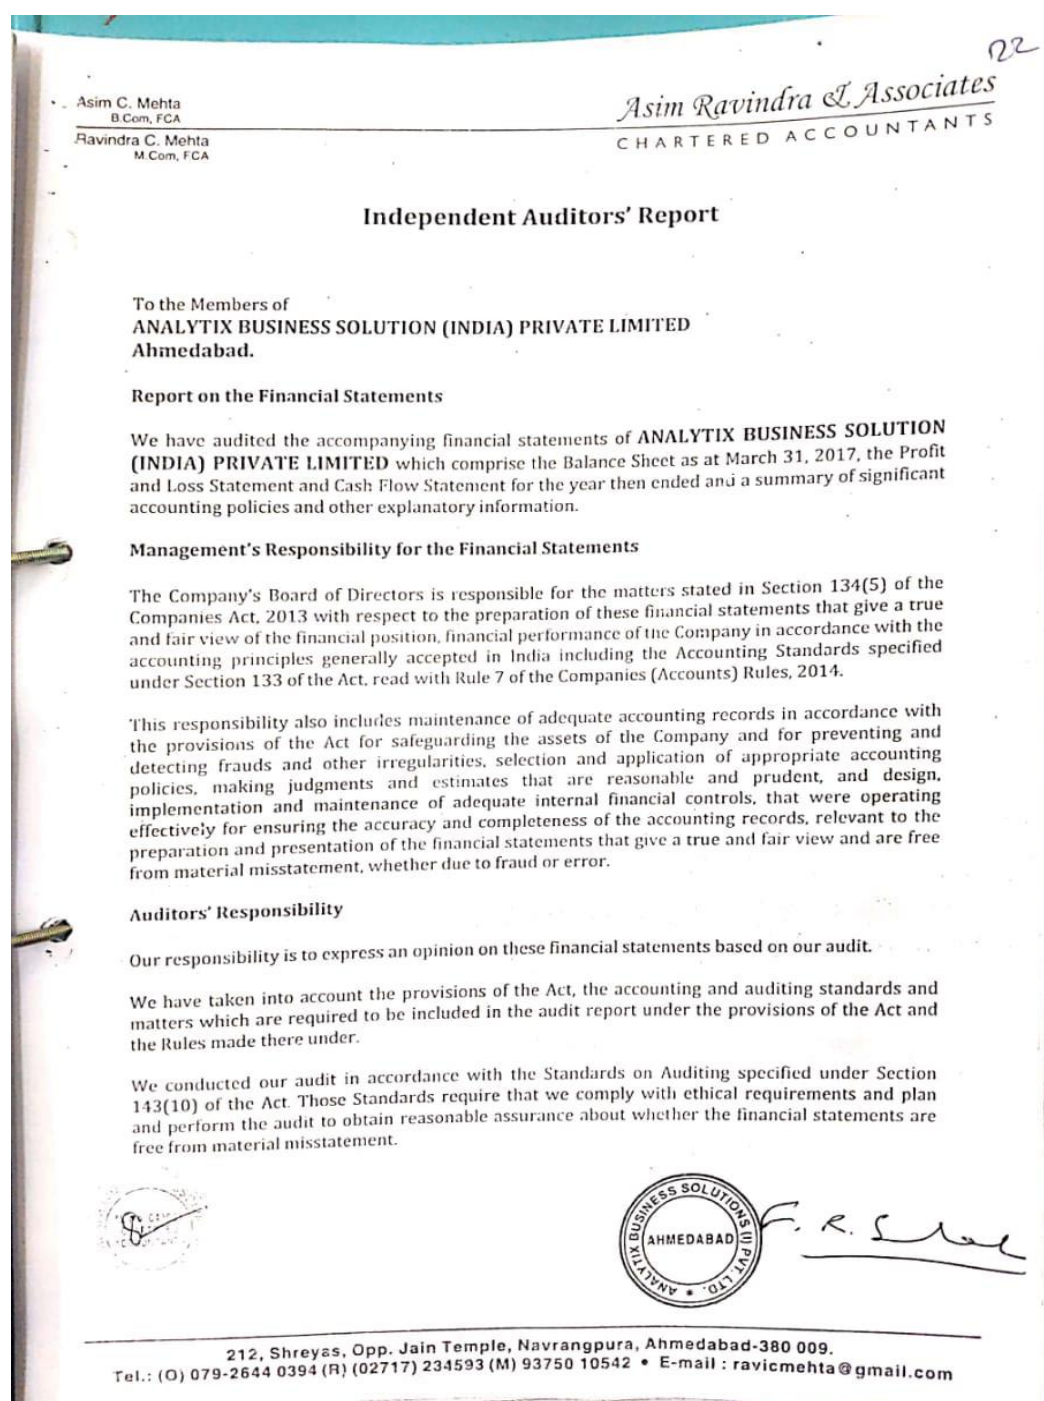 22
Asim C. Mehta
B.Com, FCA
Ravindra C. Mehta
M.Com, FCA
Asim Ravindra & Associates
CHARTERED ACCOUNTANTS
Independent Auditors' Report
To the Members of
ANALYTIX BUSINESS SOLUTION (INDIA) PRIVATE LIMITED
Ahmedabad.
Report on the Financial Statements
We have audited the accompanying financial statements of ANALYTIX BUSINESS SOLUTION
(INDIA) PRIVATE LIMITED which comprise the Balance Sheet as at March 31, 2017, the Profit
and Loss Statement and Cash Flow Statement for the year then ended and a summary of significant
accounting policies and other explanatory information.
Management's Responsibility for the Financial Statements
The Company's Board of Directors is responsible for the matters stated in Section 134(5) of the
Companies Act, 2013 with respect to the preparation of these financial statements that give a true
and fair view of the financial position, financial performance of the Company in accordance with the
accounting principles generally accepted in India including the Accounting Standards specified
under Section 133 of the Act, read with Rule 7 of the Companies (Accounts) Rules, 2014.
This responsibility also includes maintenance of adequate accounting records in accordance with
the provisions of the Act for safeguarding the assets of the Company and for preventing and
detecting frauds and other irregularities, selection and application of appropriate accounting
policies, making judgments and estimates that are reasonable and prudent, and design,
implementation and maintenance of adequate internal financial controls, that were operating
effectively for ensuring the accuracy and completeness of the accounting records, relevant to the
preparation and presentation of the financial statements that give a true and fair view and are free
from material misstatement, whether due to fraud or error.
Auditors' Responsibility
Our responsibility is to express an opinion on these financial statements based on our audit.
We have taken into account the provisions of the Act, the accounting and auditing standards and
matters which are required to be included in the audit report under the provisions of the Act and
the Rules made there under.
We conducted our audit in accordance with the Standards on Auditing specified under Section
143(10) of the Act. Those Standards require that we comply with ethical requirements and plan
and perform the audit to obtain reasonable assurance about whether the financial statements are
free from material misstatement.
ANALYTIX BUSINESS SOLUTIONS (I) PVT. LTD.
AHMEDABAD
212, Shreyas, Opp. Jain Temple, Navrangpura, Ahmedabad-380 009.
Tel.: (O) 079-2644 0394 (R) (02717) 234593 (M) 93750 10542 • E-mail : ravicmehta@gmail.com